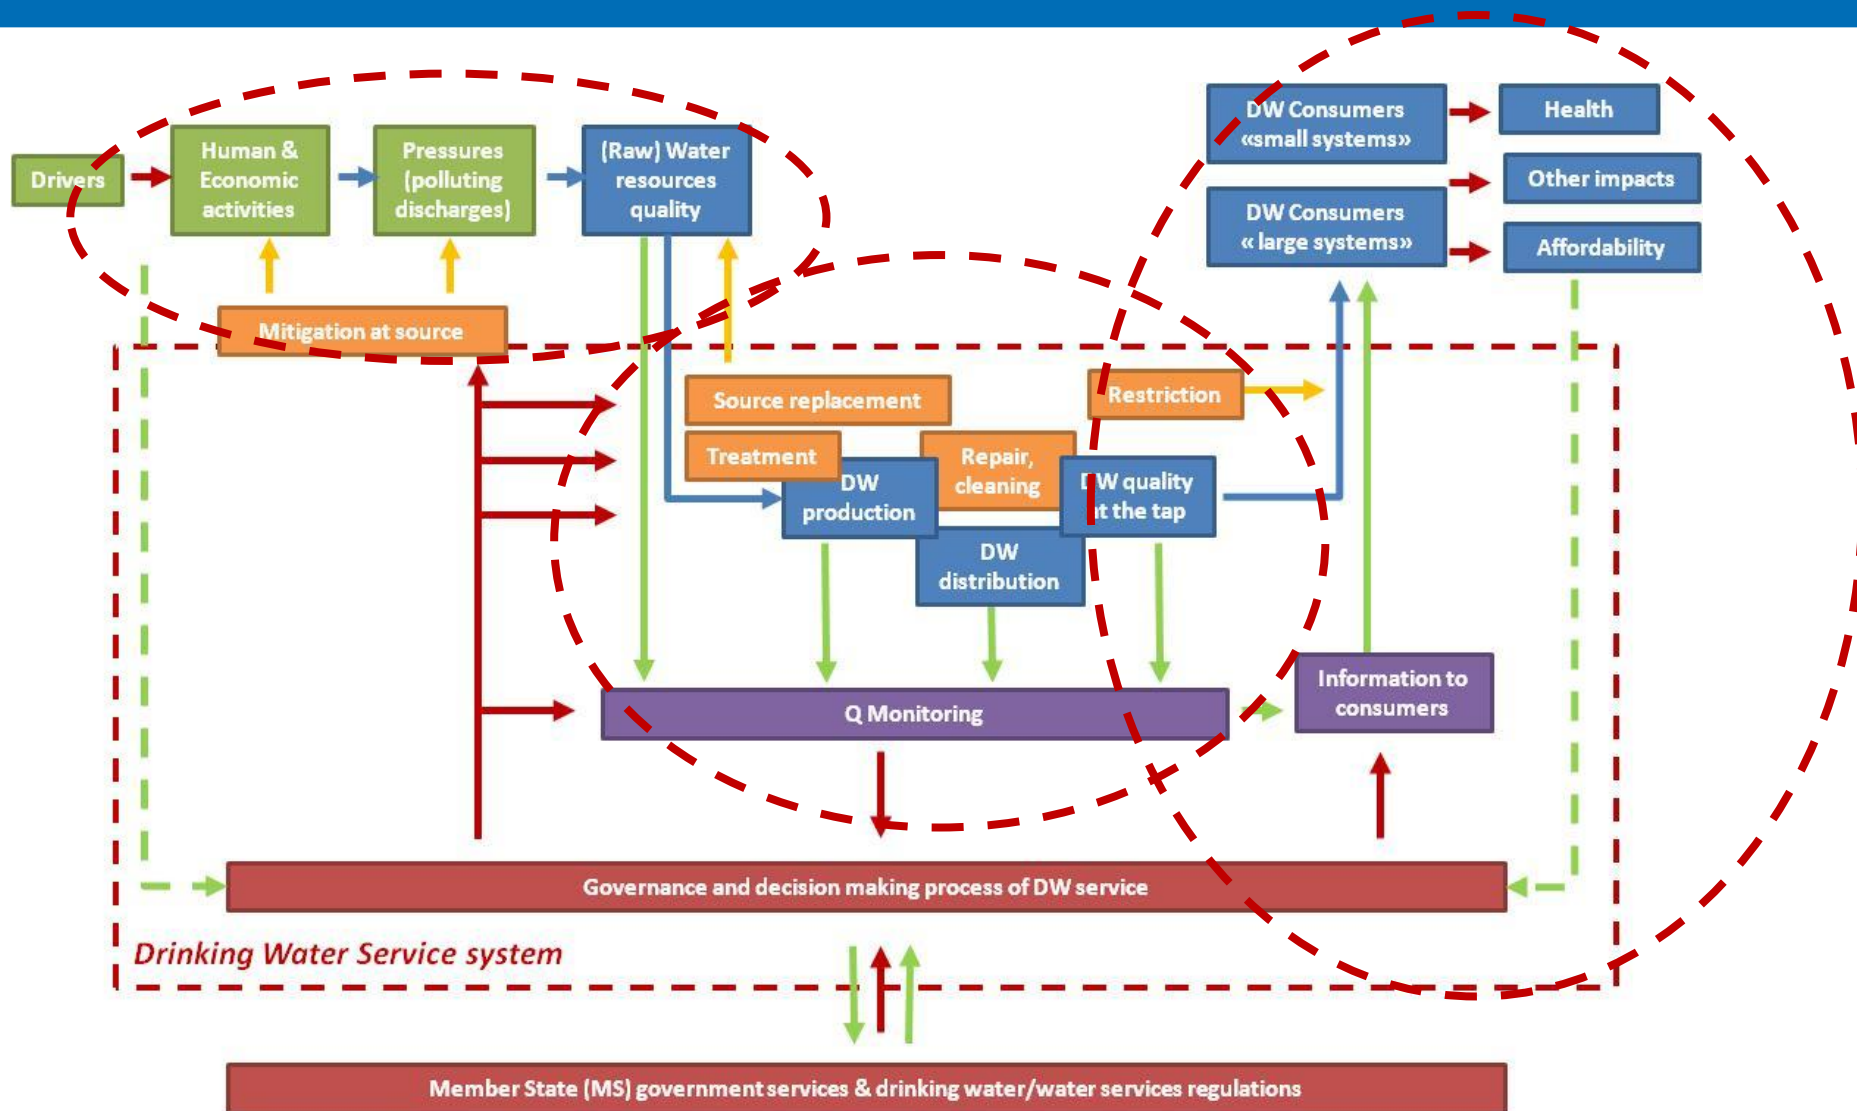 Drivers
Human &
Economic
activities
Pressures
(polluting
discharges)
(Raw) Water
resources
quality
DW Consumers
«small systems»
DW Consumers
« large systems»
Health
Other impacts
Affordability
Mitigation at source
Source replacement
Treatment
Repair,
cleaning
Restriction
DW
production
DW
distribution
DW quality
at the tap
Q Monitoring
Information to
consumers
Governance and decision making process of DW service
Drinking Water Service system
Member State (MS) government services & drinking water/water services regulations